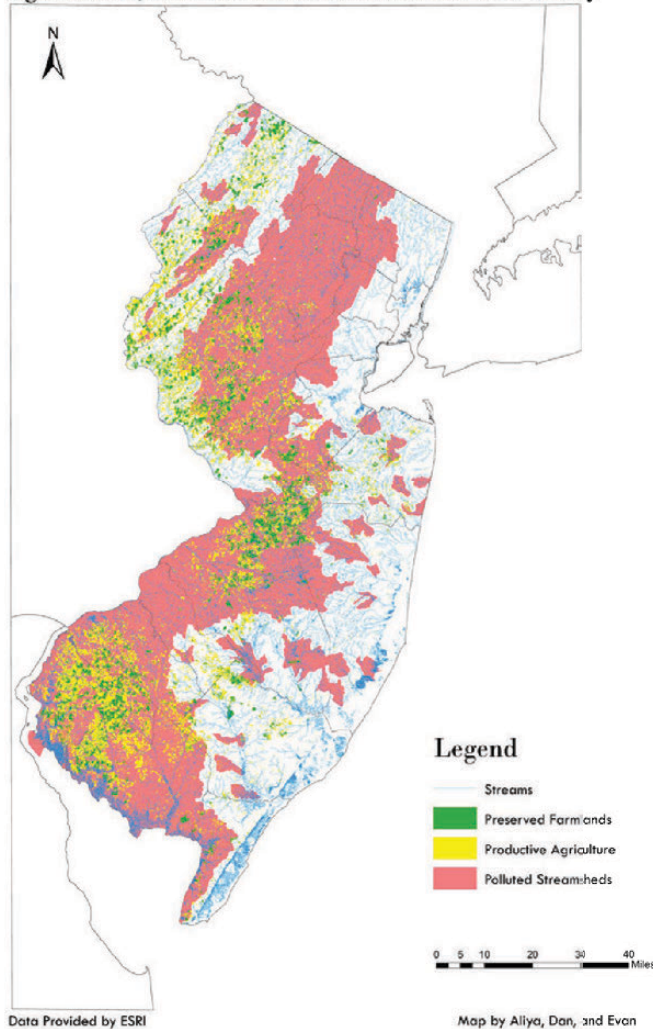 N
Legend
Streams
Preserved Farmlands
Productive Agriculture
Polluted Streamsheds
0 5 10 20 30 40
Miles
Data Provided by ESRI
Map by Aliya, Dan, and Evan